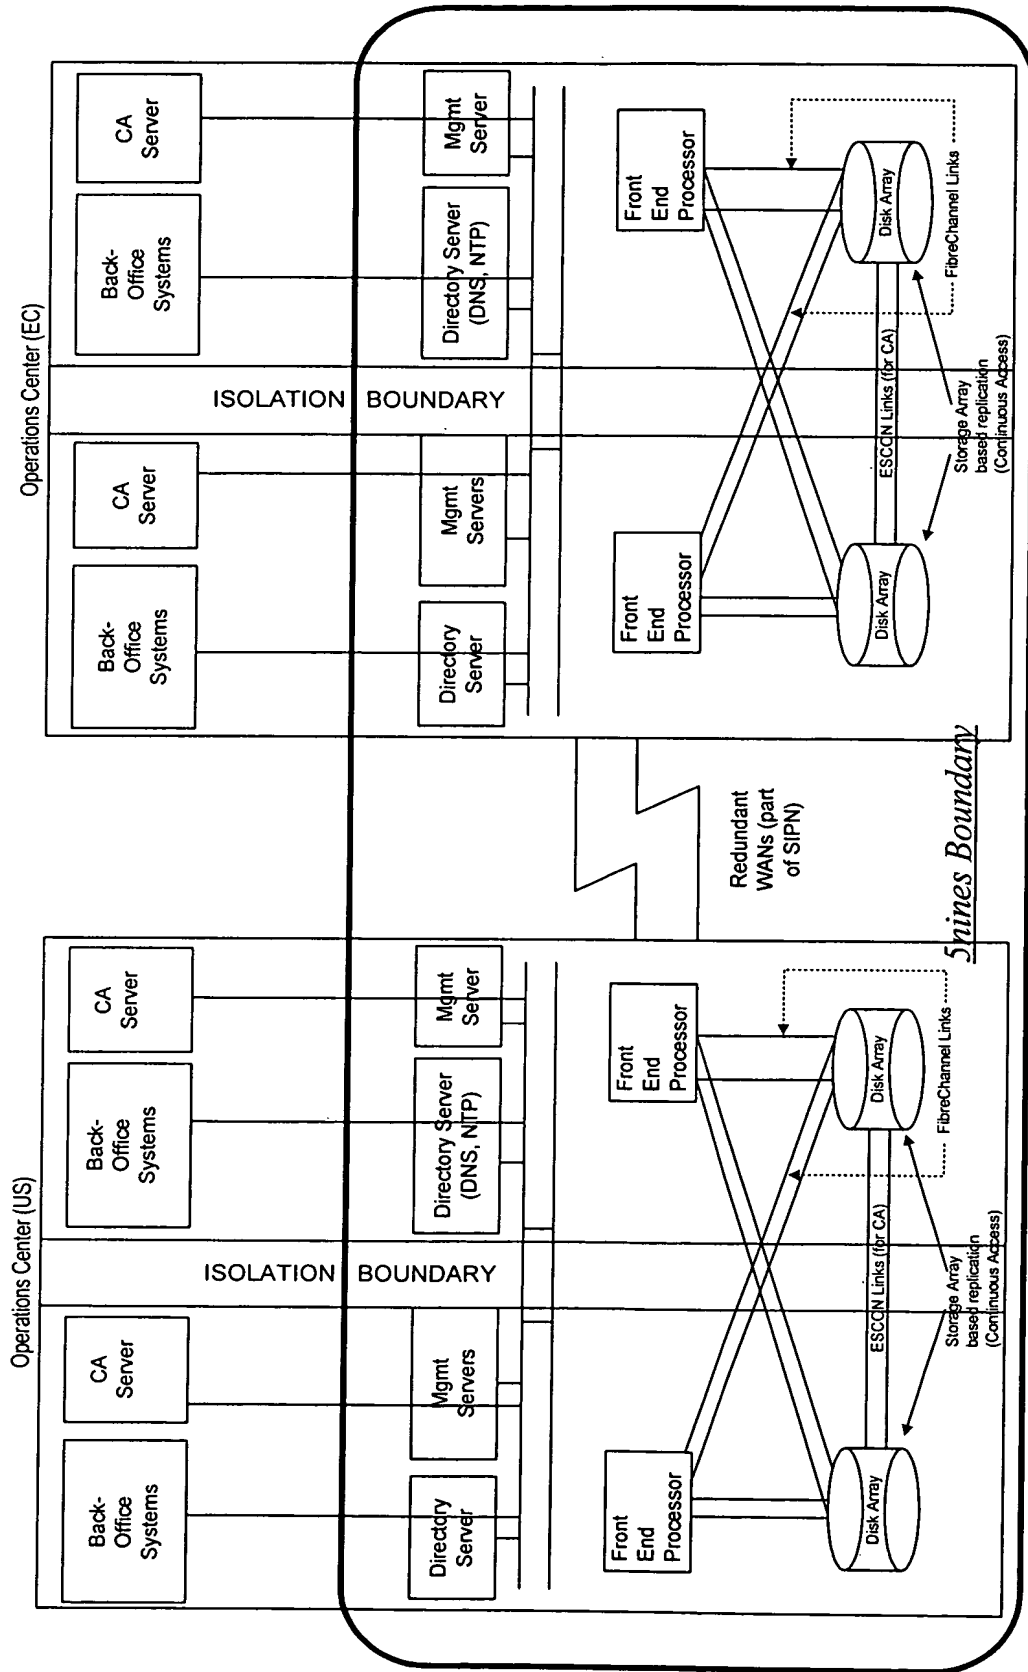 Operations Center (US)
Back-
Office
Systems
CA
Server
Back-
Office
Systems
CA
Server
ISOLATION BOUNDARY
Directory
Server
Mgmt
Servers
Directory Server
(DNS, NTP)
Mgmt
Server
Front
End
Processor
Front
End
Processor
Disk Array
Disk Array
ESCON Links (for CA)
FibreChannel Links
Storage Array
based replication
(Continuous Access)
Redundant
WANs (part
of SIPN)
5nines Boundary
Operations Center (EC)
Back-
Office
Systems
CA
Server
Back-
Office
Systems
CA
Server
ISOLATION BOUNDARY
Directory
Server
Mgmt
Servers
Directory Server
(DNS, NTP)
Mgmt
Server
Front
End
Processor
Front
End
Processor
Disk Array
Disk Array
ESCON Links (for CA)
FibreChannel Links
Storage Array
based replication
(Continuous Access)